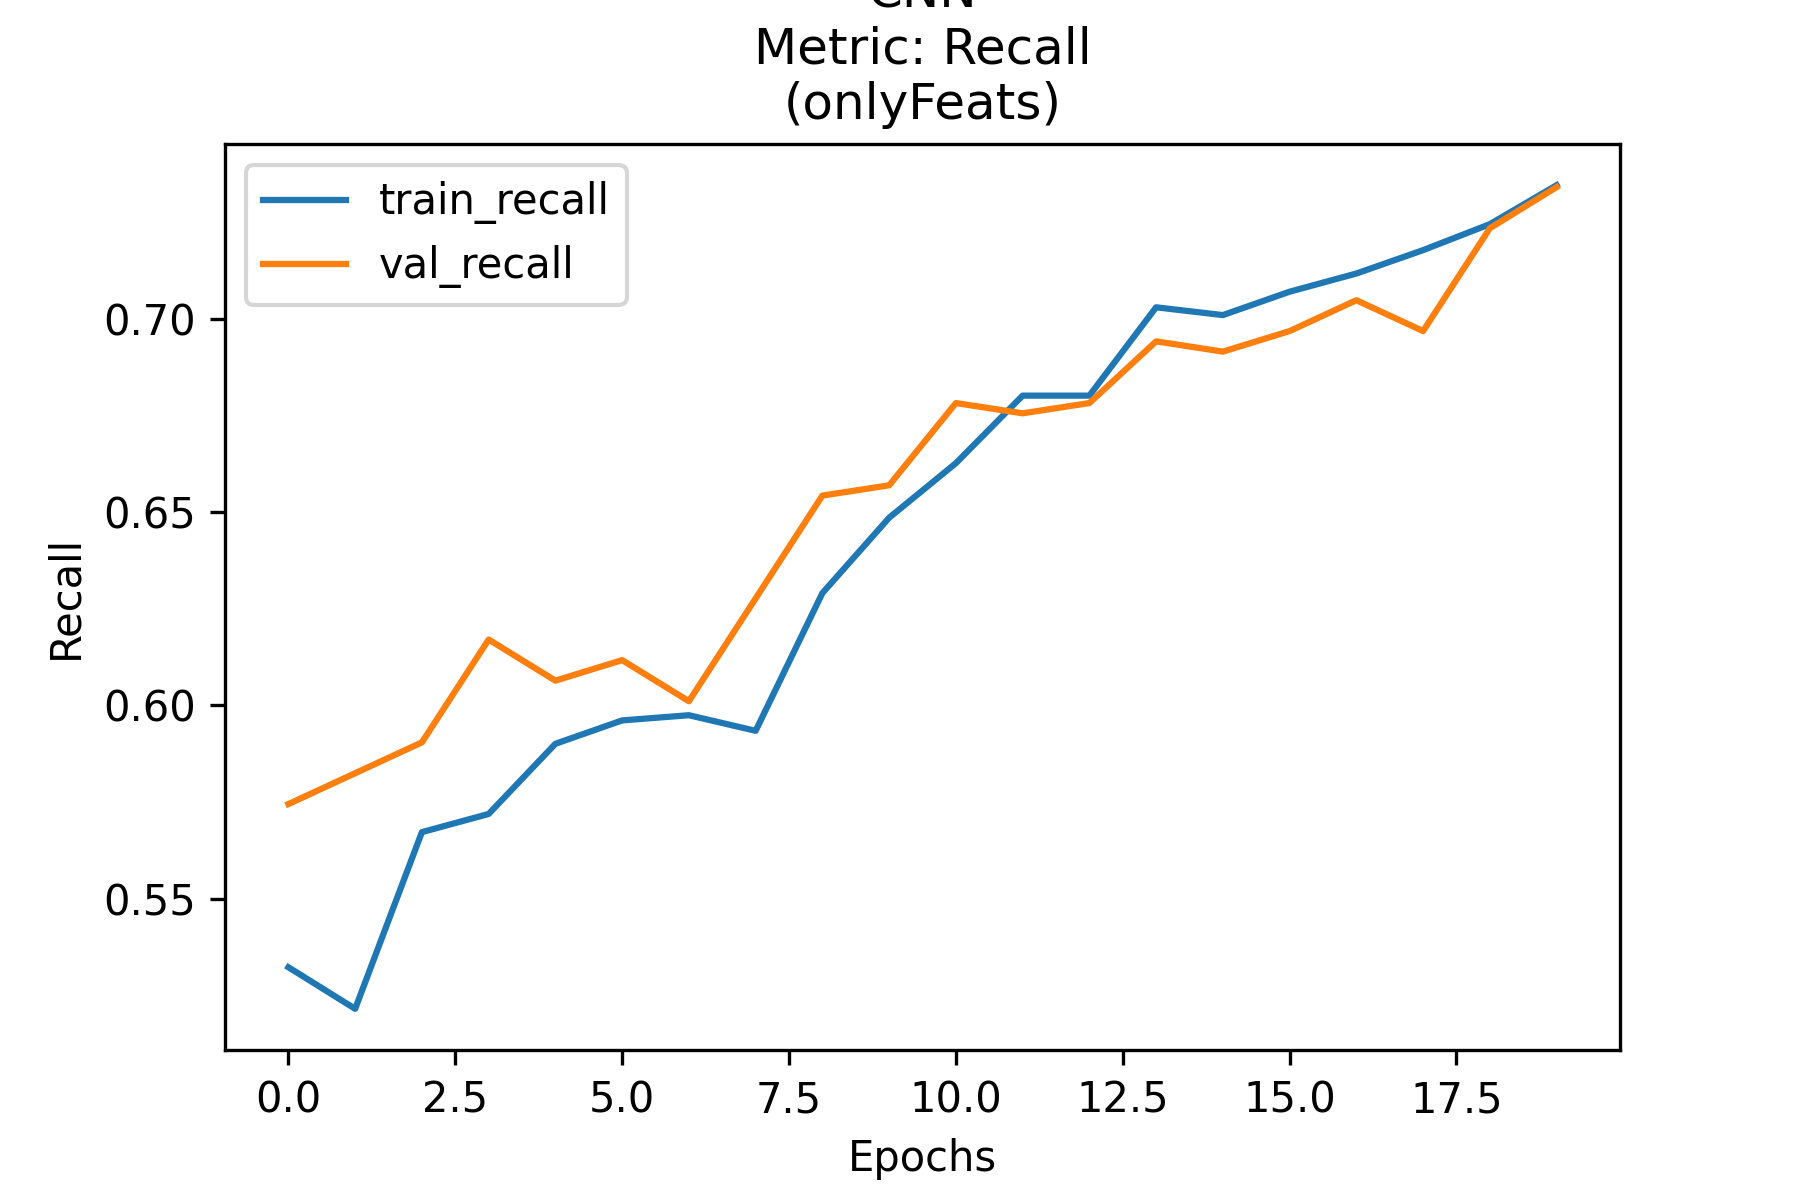 CNN
Metric: Recall
(onlyFeats)
train_recall
val_recall
0.70
0.65
0.60
0.55
Recall
0.0 2.5 5.0 7.5 10.0 12.5 15.0 17.5
Epochs